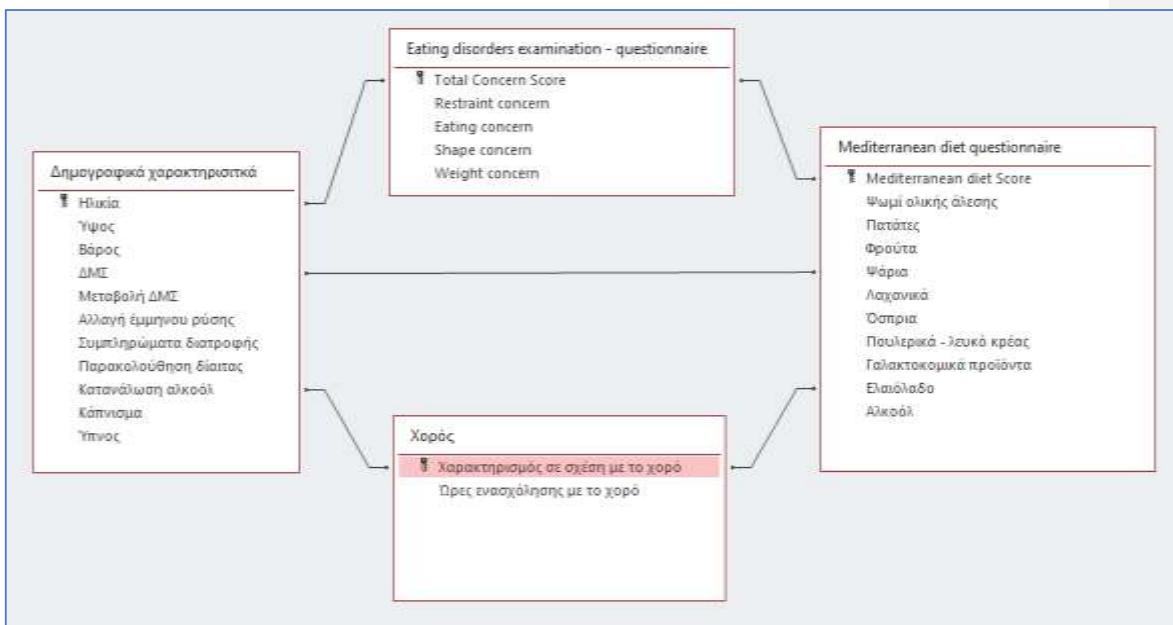 Eating disorders examination - questionnaire
Total Concern Score
Restraint concern
Eating concern
Shape concern
Weight concern
Δημογραφικά χαρακτηρισιτκά
Ηλικία
Ύψος
Βάρος
ΔΜΣ
Μεταβολή ΔΜΣ
Αλλαγή έμμηνου ρύσης
Συμπληρώματα διατροφής
Παρακολούθηση δίαιτας
Κατανάλωση αλκοόλ
Κάπνισμα
Ύπνος
Mediterranean diet questionnaire
Mediterranean diet Score
Ψωμί ολικής άλεσης
Πατάτες
Φρούτα
Ψάρια
Λαχανικά
Όσπρια
Πουλερικά - λευκό κρέας
Γαλακτοκομικά προϊόντα
Ελαιόλαδο
Αλκοόλ
Χορός
Χαρακτηρισμός σε σχέση με το χορό
Ώρες ενασχόλησης με το χορό